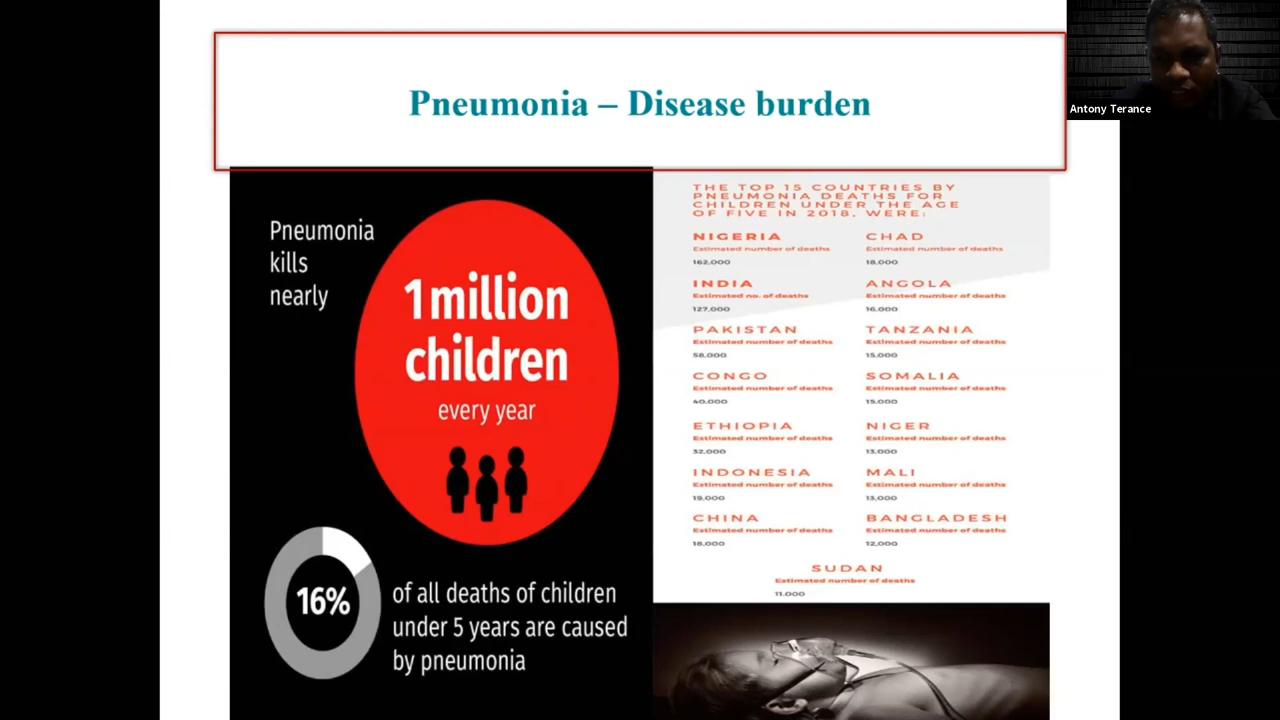 Pneumonia – Disease burden
Antony Terance
Pneumonia
kills
nearly
1 million
children
every year
16%
of all deaths of children
under 5 years are caused
by pneumonia
THE TOP 15 COUNTRIES BY
PNEUMONIA DEATHS FOR
CHILDREN UNDER THE AGE
OF FIVE IN 2018, WERE:
NIGERIA
Estimated number of deaths
162,000
INDIA
Estimated no. of deaths
127,000
PAKISTAN
Estimated number of deaths
58,000
CONGO
Estimated number of deaths
40,000
ETHIOPIA
Estimated number of deaths
32,000
INDONESIA
Estimated number of deaths
19,000
CHINA
Estimated number of deaths
18,000
CHAD
Estimated number of deaths
18,000
ANGOLA
Estimated number of deaths
16,000
TANZANIA
Estimated number of deaths
15,000
SOMALIA
Estimated number of deaths
15,000
NIGER
Estimated number of deaths
13,000
MALI
Estimated number of deaths
13,000
BANGLADESH
Estimated number of deaths
12,000
SUDAN
Estimated number of deaths
11,000